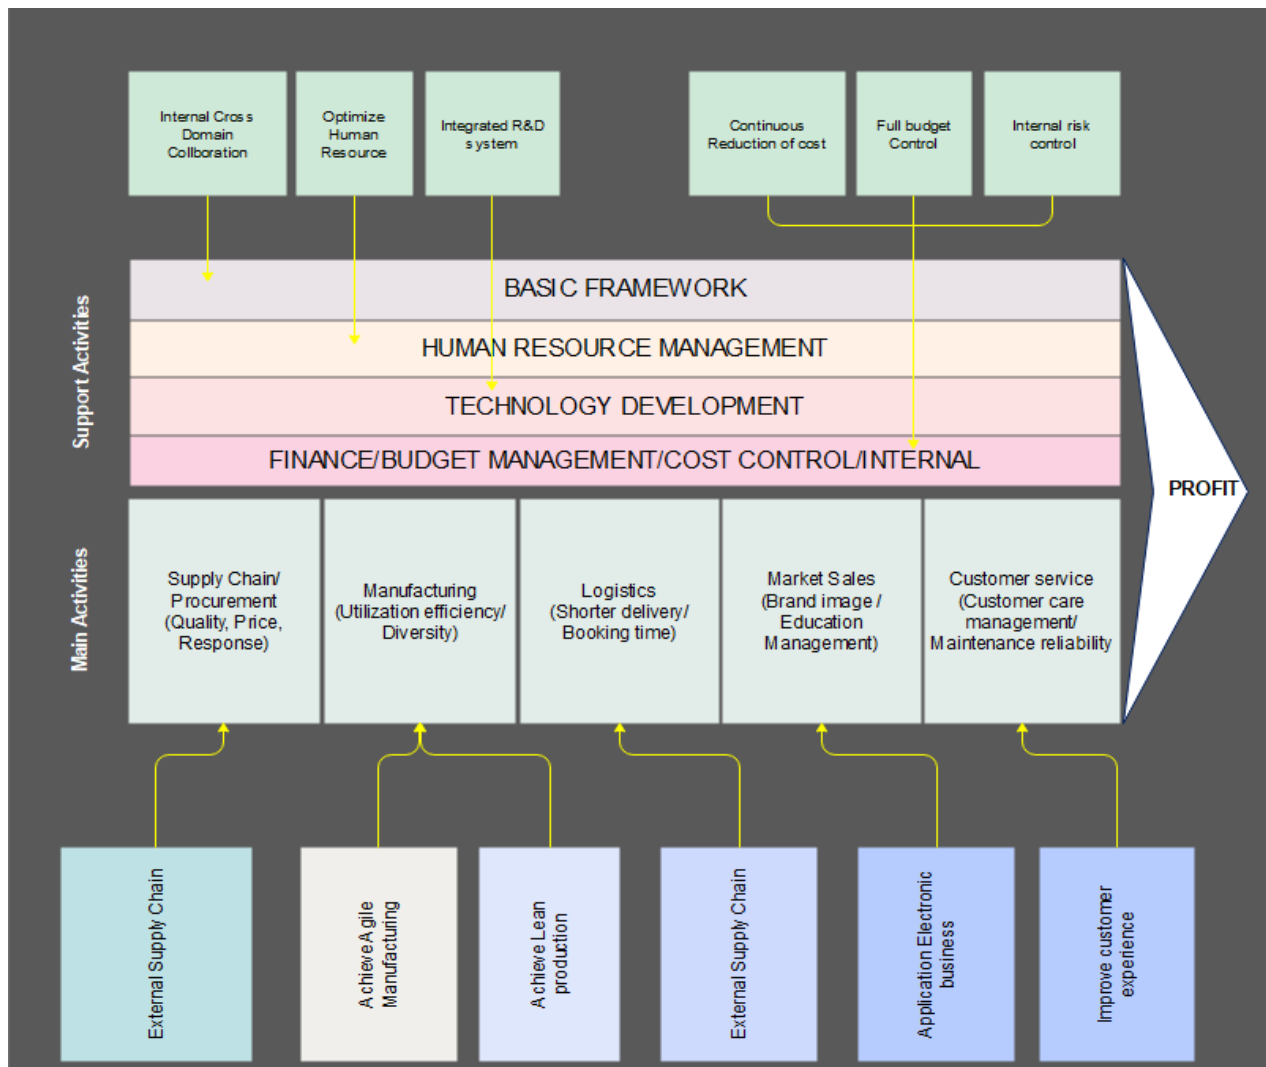 Internal Cross
Domain
Collboration
Optimize
Human
Resource
Integrated R&D
system
Continuous
Reduction of cost
Full budget
Control
Internal risk
control
Support Activities
BASIC FRAMEWORK
HUMAN RESOURCE MANAGEMENT
TECHNOLOGY DEVELOPMENT
FINANCE/BUDGET MANAGEMENT/COST CONTROL/INTERNAL
PROFIT
Main Activities
Supply Chain/
Procurement
(Quality, Price,
Response)
Manufacturing
(Utilization efficiency/
Diversity)
Logistics
(Shorter delivery/
Booking time)
Market Sales
(Brand image /
Education
Management)
Customer service
(Customer care
management/
Maintenance reliability
External Supply Chain
Achieve Agile
Manufacturing
Achieve Lean
production
External Supply Chain
Application Electronic
business
Improve customer
experience